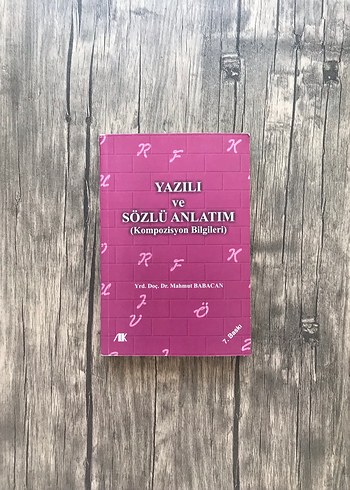 YAZILI
ve
SÖZLÜ ANLATIM
(Kompozisyon Bilgileri)
Yrd. Doç. Dr. Mahmut BABACAN
7. Baskı